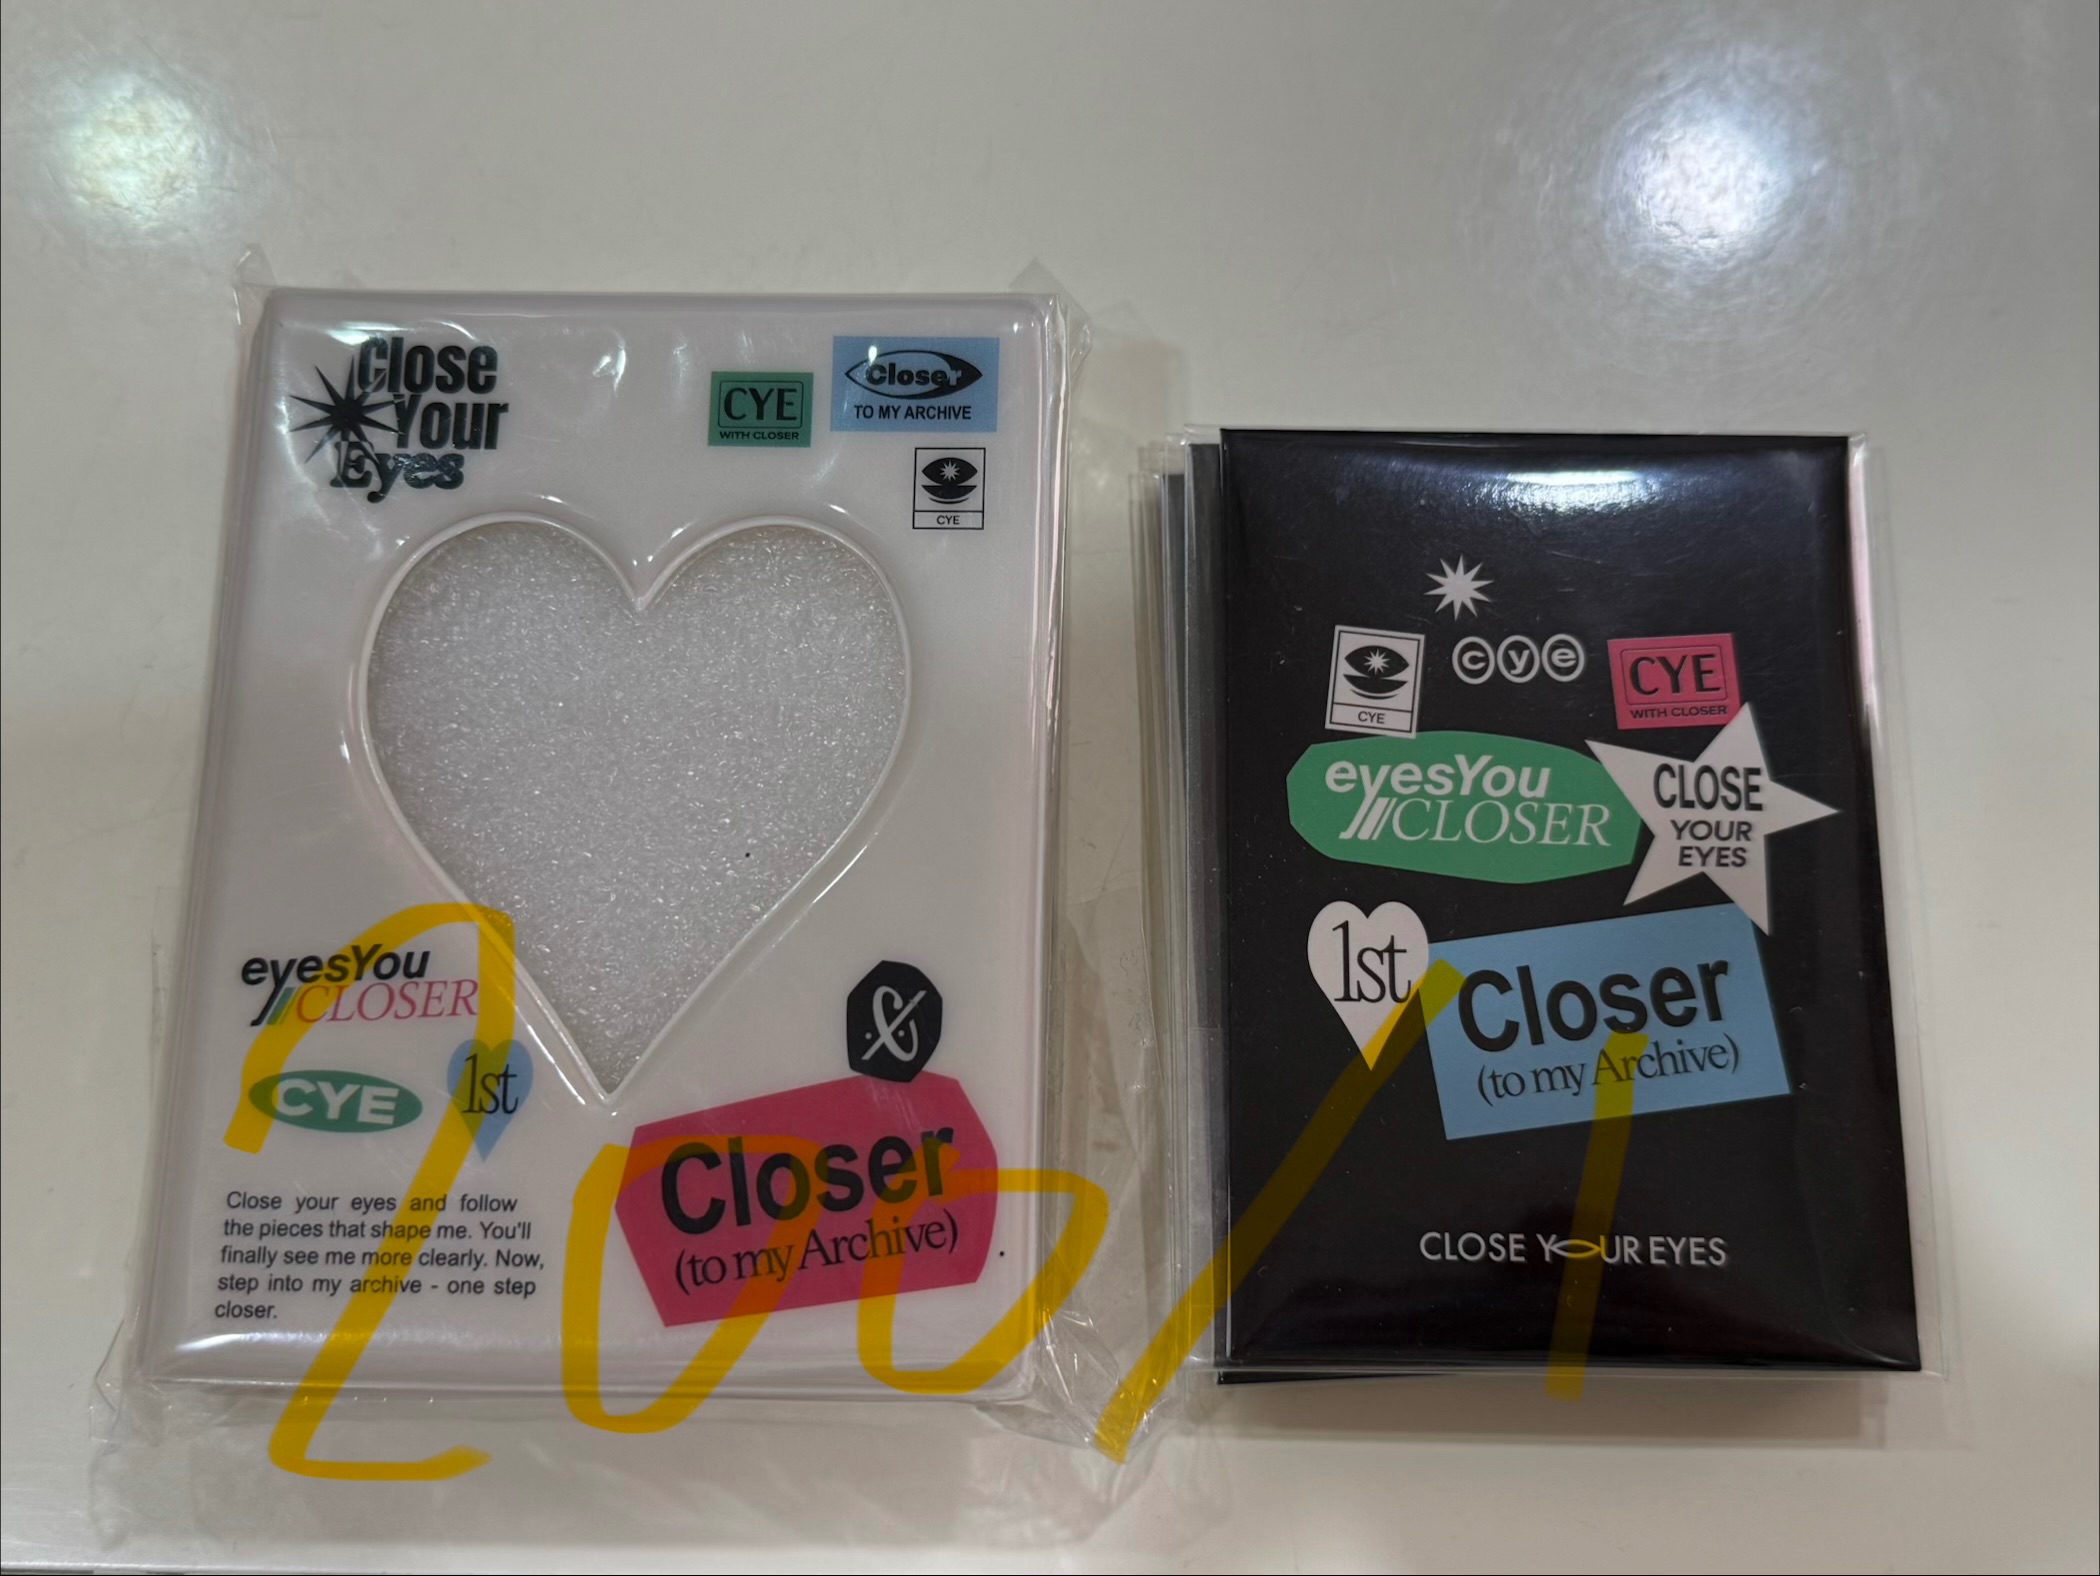 Close
Your
Eyes
CYE
WITH CLOSER
Closer
TO MY ARCHIVE
CYE
eyesYou
CLOSER
CYE
1st
Close your eyes and follow
the pieces that shape me. You'll
finally see me more clearly. Now,
step into my archive - one step
closer.
Closer
(to my Archive)
CYE
cye
CYE
WITH CLOSER
eyesYou
CLOSER
CLOSE
YOUR
EYES
1st
Closer
(to my Archive)
CLOSE YOUR EYES
200/1